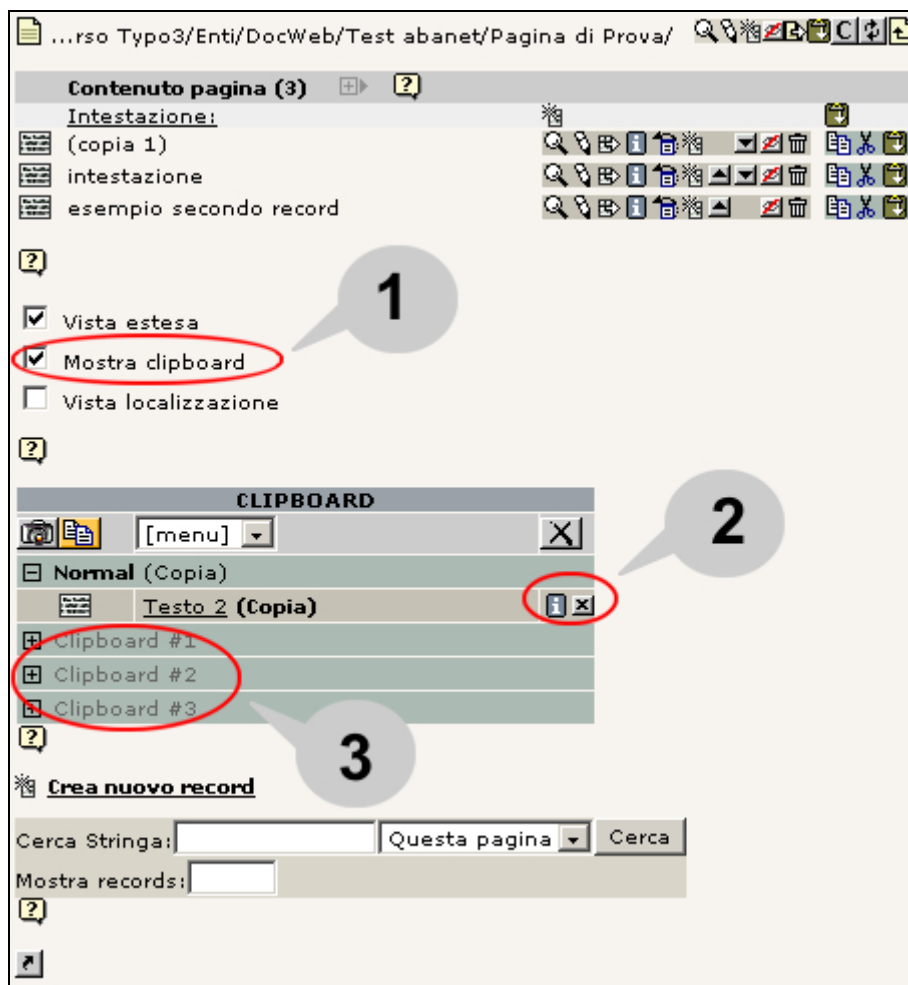 ...rso Typo3/Enti/DocWeb/Test abanet/Pagina di Prova/
Contenuto pagina (3)
Intestazione:
(copia 1)
intestazione
esempio secondo record
1
Vista estesa
Mostra clipboard
Vista localizzazione
CLIPBOARD
[menu]
2
Normal (Copia)
Testo 2 (Copia)
Clipboard #1
Clipboard #2
Clipboard #3
3
Crea nuovo record
Cerca Stringa: Questa pagina Cerca
Mostra records: